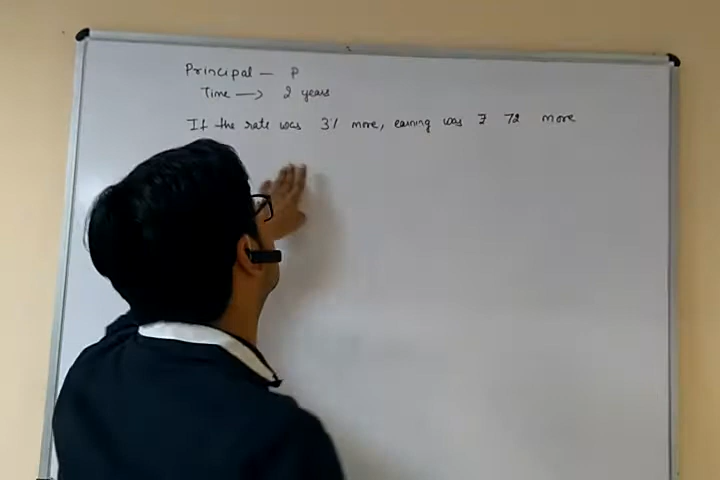 Principal — P
Time → 2 years
If the rate was 3% more, earning was ₹ 72 more